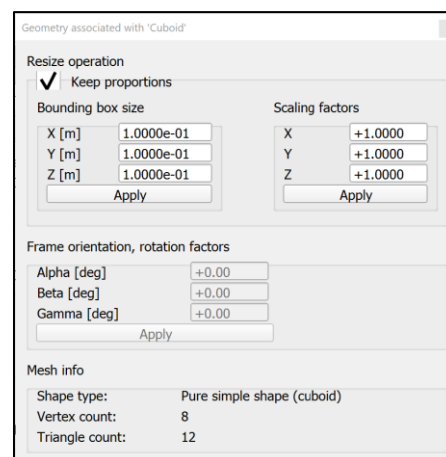 Geometry associated with 'Cuboid'
Resize operation
Keep proportions
Bounding box size
X [m] 1.0000e-01
Y [m] 1.0000e-01
Z [m] 1.0000e-01
Apply
Scaling factors
X +1.0000
Y +1.0000
Z +1.0000
Apply
Frame orientation, rotation factors
Alpha [deg] +0.00
Beta [deg] +0.00
Gamma [deg] +0.00
Apply
Mesh info
Shape type: Pure simple shape (cuboid)
Vertex count: 8
Triangle count: 12